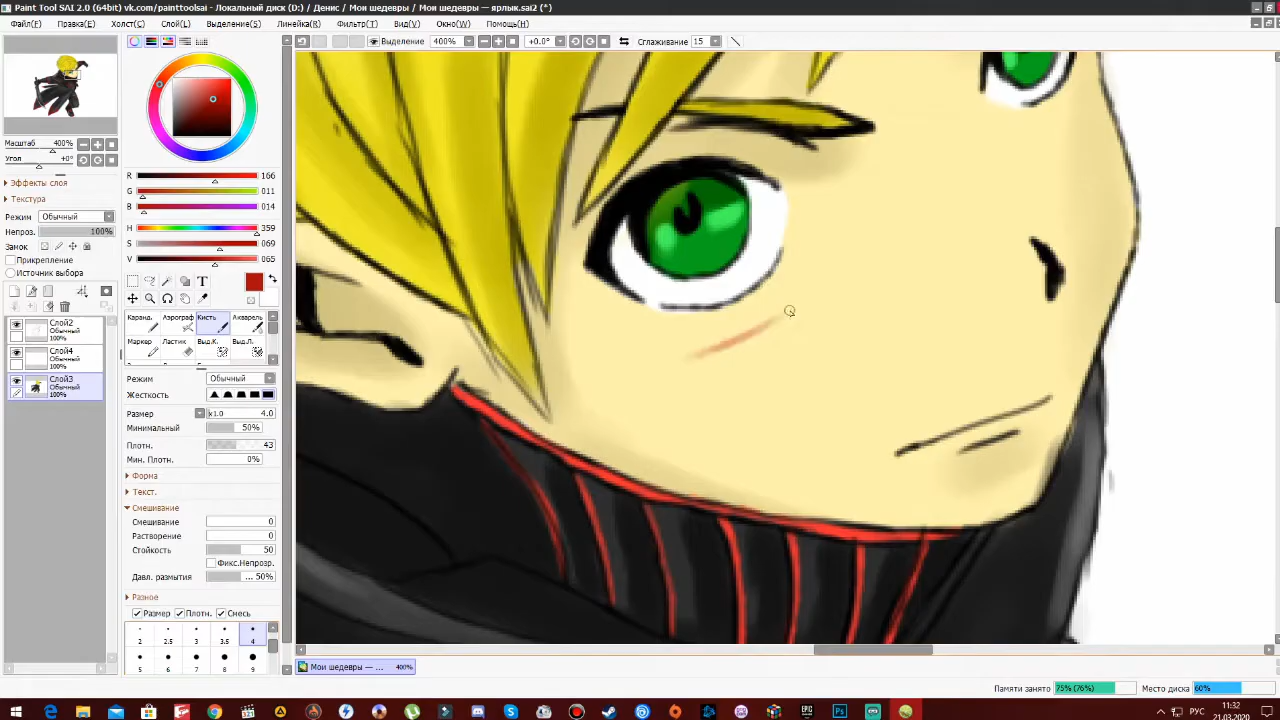 Paint Tool SAI 2.0 (64bit) vk.com/painttoolsai - Локальный диск (D:) / Денис / Мои шедевры / Мои шедевры — ярлык.sai2 (*)
Файл(F) Правка(E) Холст(C) Слой(L) Выделение(S) Линейка(R) Фильтр(T) Вид(V) Окно(W) Помощь(H)
Выделение 400% +0.0° Сглаживание 15
Масштаб 400%
Угол +0°
Эффекты слоя
Текстура
Режим Обычный
Непроз. 100%
Замок
Прикрепление
Источник выбора
Слой2
Обычный
100%
Слой4
Обычный
100%
Слой3
Обычный
100%
R 166
G 011
B 014
H 359
S 069
V 065
T
Каранд. Аэрограф Кисть Акварель
Маркер Ластик Выд.К. Выд.Л.
Режим Обычный
Жесткость
Размер x1.0 4.0
Минимальный 50%
Плотн. 43
Мин. Плотн. 0%
Форма
Текст.
Смешивание
Смешивание 0
Растворение 0
Стойкость 50
Фикс.Непрозр.
Давл. размытия ... 50%
Разное
Размер Плотн. Смесь
2 2.5 3 3.5 4
5 6 7 8 9
Мои шедевры — ... 400%
Памяти занято 75% (76%) Место диска 60%
РУС 11:32
21.03.2020